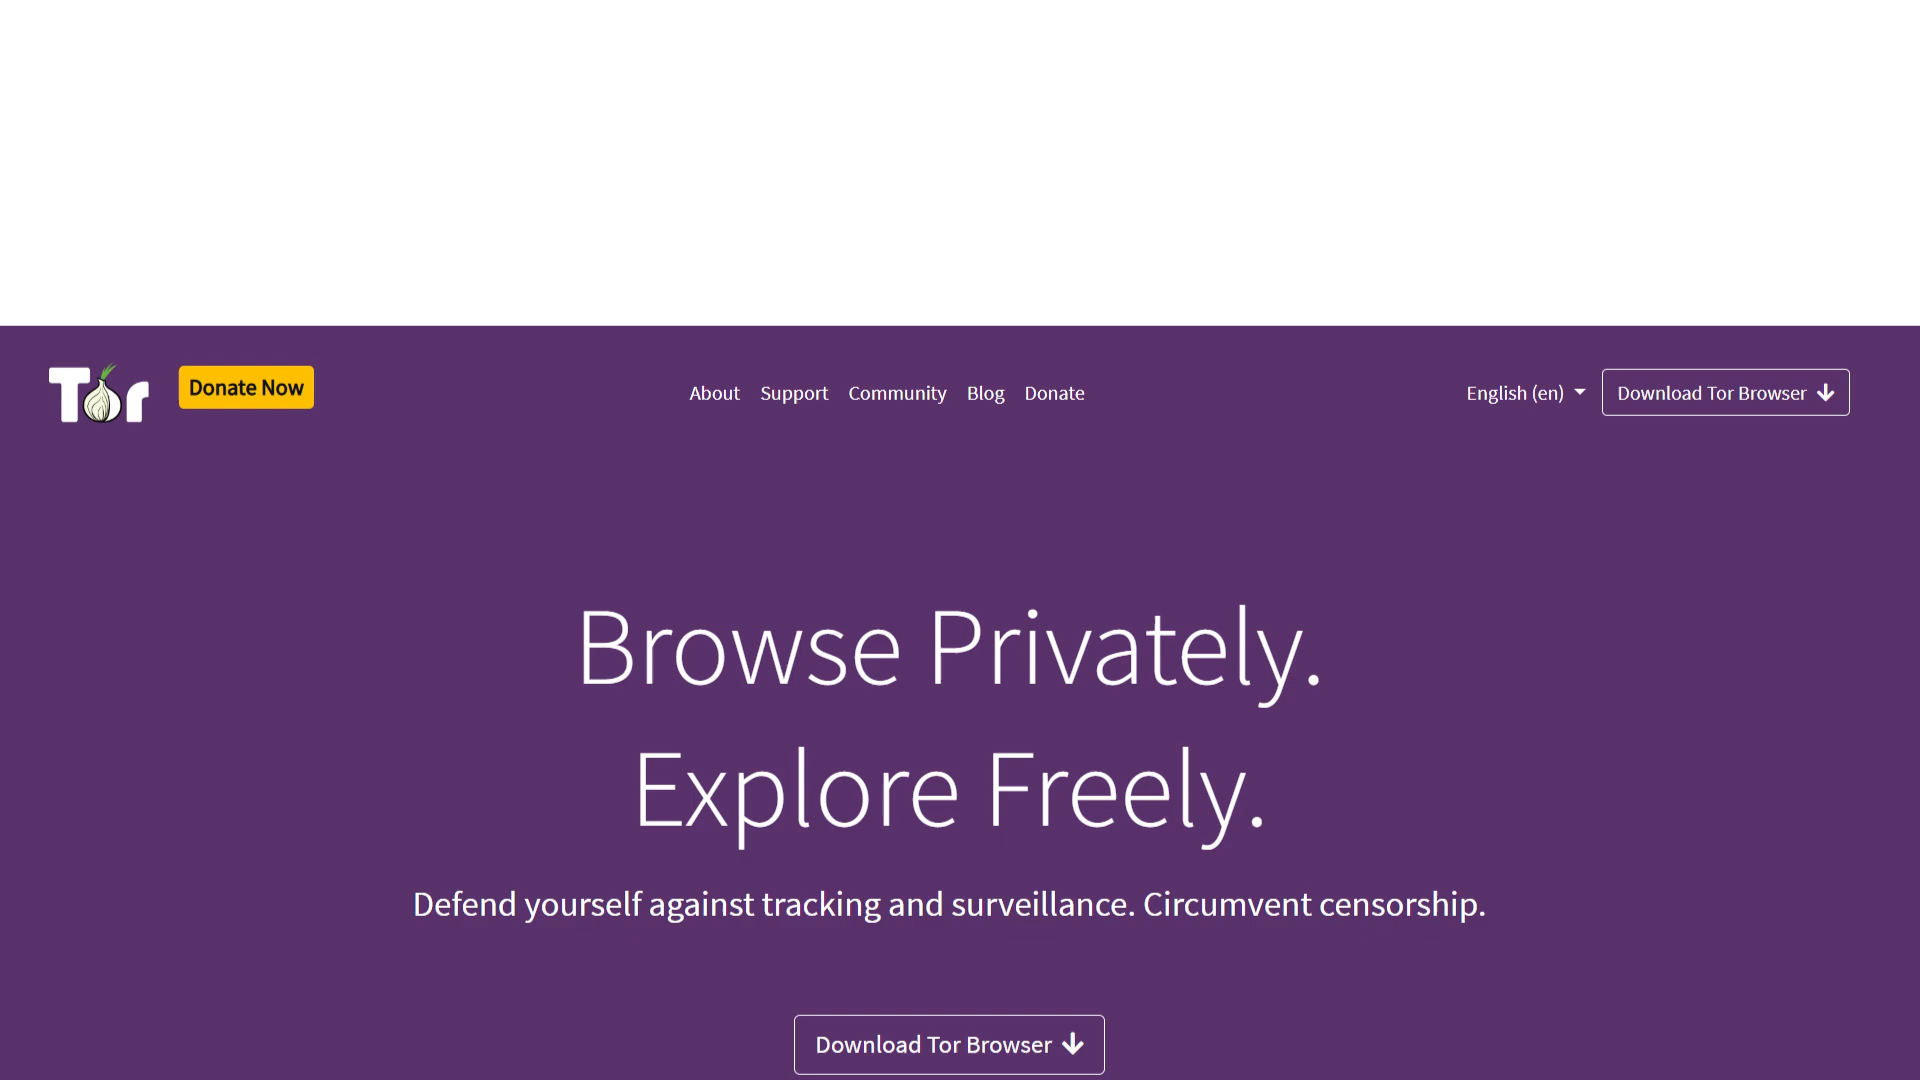 Tor
Donate Now
About Support Community Blog Donate
English (en)
Download Tor Browser
Browse Privately.
Explore Freely.
Defend yourself against tracking and surveillance. Circumvent censorship.
Download Tor Browser